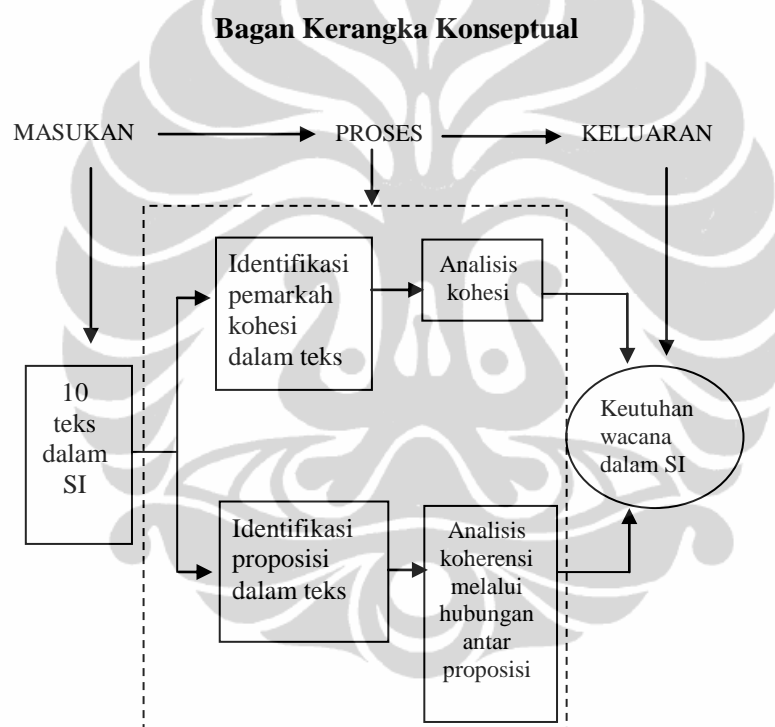 Bagan Kerangka Konseptual
MASUKAN
PROSES
KELUARAN
Identifikasi
pemarkah
kohesi
dalam teks
Analisis
kohesi
10
teks
dalam
SI
Keutuhan
wacana
dalam SI
Identifikasi
proposisi
dalam teks
Analisis
koherensi
melalui
hubungan
antar
proposisi